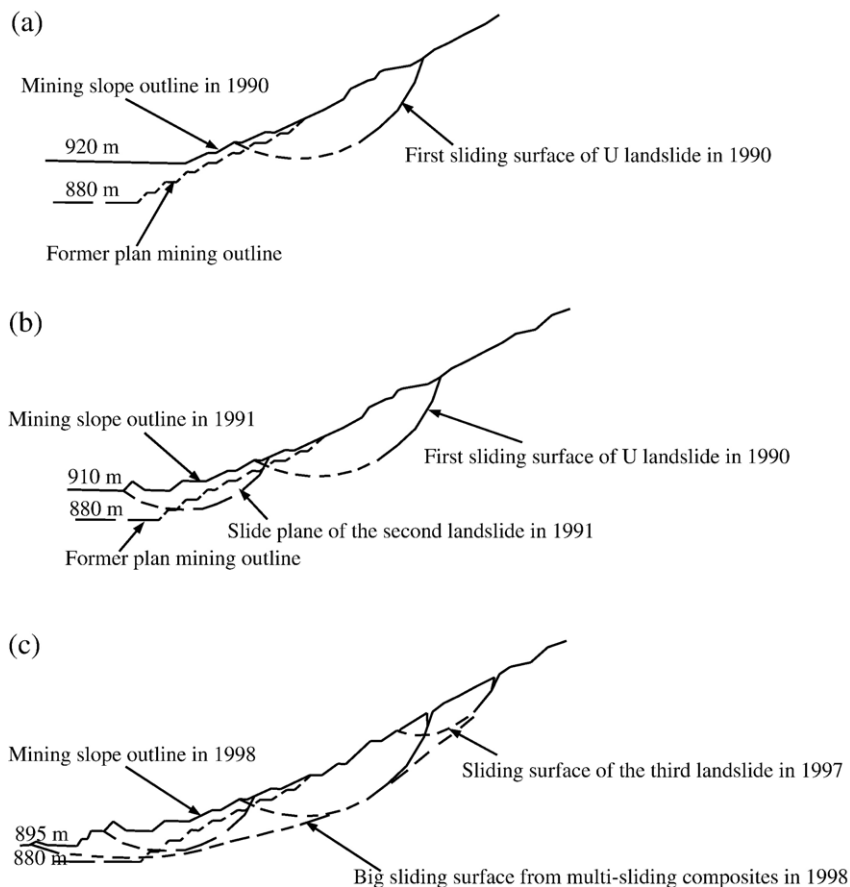 (a)
Mining slope outline in 1990
920 m
First sliding surface of U landslide in 1990
880 m
Former plan mining outline
(b)
Mining slope outline in 1991
First sliding surface of U landslide in 1990
910 m
880 m
Slide plane of the second landslide in 1991
Former plan mining outline
(c)
Mining slope outline in 1998
Sliding surface of the third landslide in 1997
895 m
880 m
Big sliding surface from multi-sliding composites in 1998